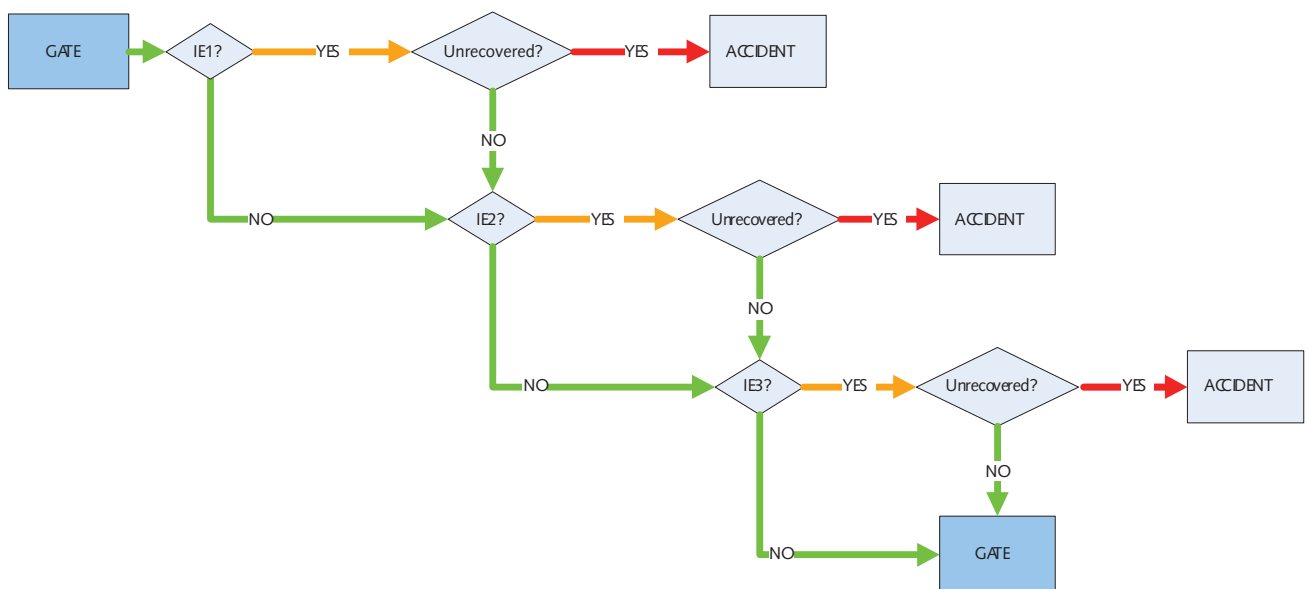 GATE
IE1?
YES
Unrecovered?
YES
ACCIDENT
NO
NO
IE2?
YES
Unrecovered?
YES
ACCIDENT
NO
NO
IE3?
YES
Unrecovered?
YES
ACCIDENT
NO
NO
GATE